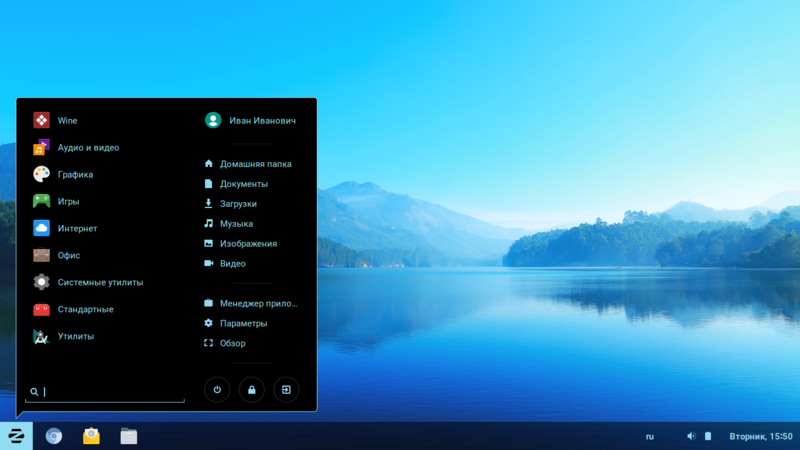 Wine
Аудио и видео
Графика
Игры
Интернет
Офис
Системные утилиты
Стандартные
Утилиты
Иван Иванович
Домашняя папка
Документы
Загрузки
Музыка
Изображения
Видео
Менеджер прило...
Параметры
Обзор
ru
Вторник, 15:50